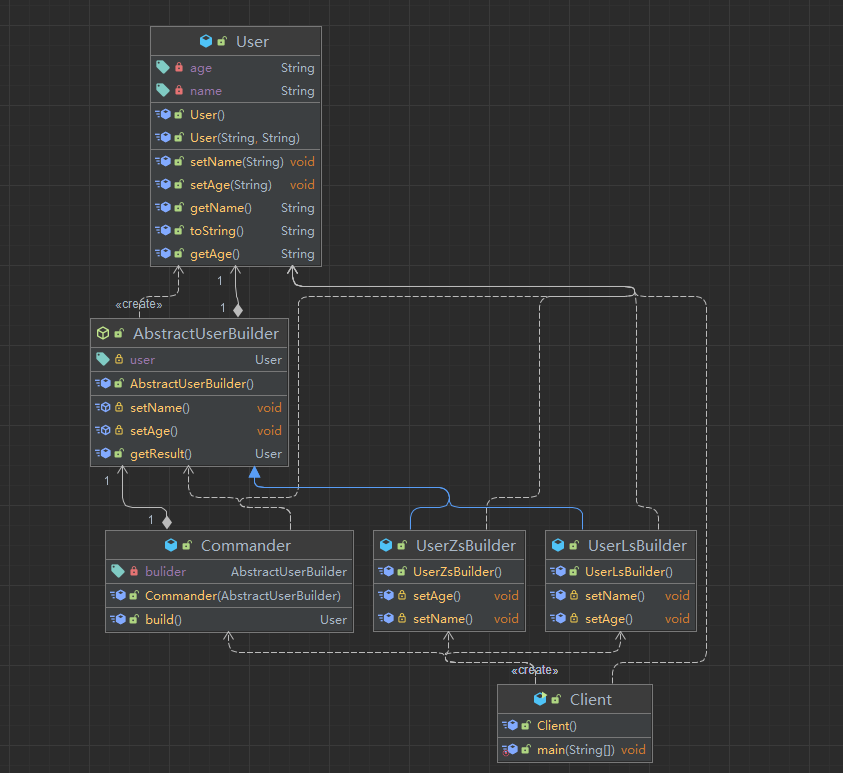 User
age String
name String
User()
User(String, String)
setName(String) void
setAge(String) void
getName() String
toString() String
getAge() String
1
«create»
1
AbstractUserBuilder
user User
AbstractUserBuilder()
setName() void
setAge() void
getResult() User
1
1
Commander
bulider AbstractUserBuilder
Commander(AbstractUserBuilder)
build() User
UserZsBuilder
UserZsBuilder()
setAge() void
setName() void
UserLsBuilder
UserLsBuilder()
setName() void
setAge() void
«create»
Client
Client()
main(String[]) void